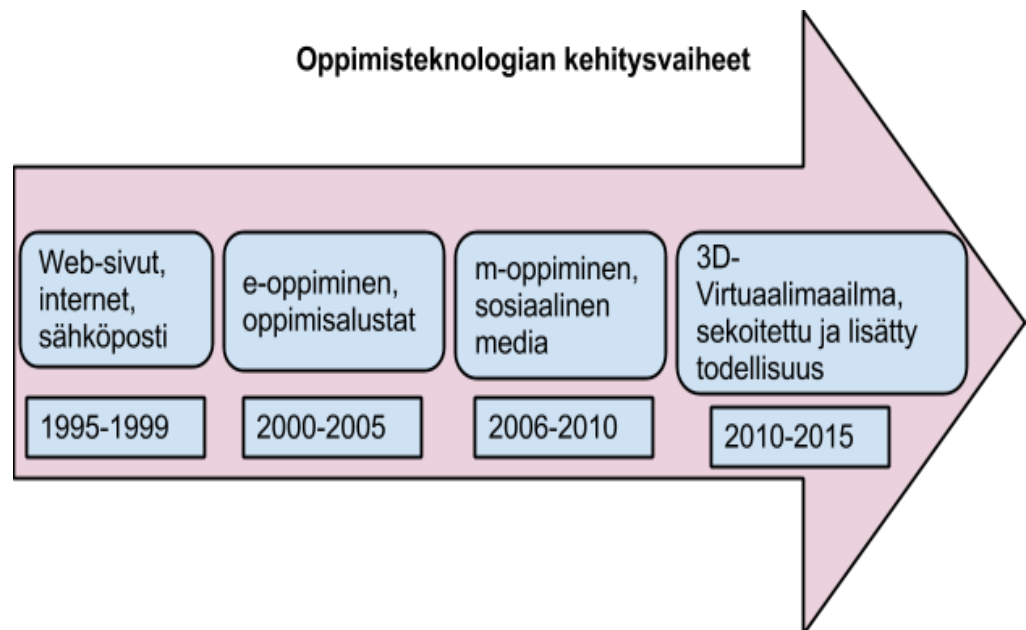 Oppimisteknologian kehitysvaiheet
Web-sivut,
internet,
sähköposti
e-oppiminen,
oppimisalustat
m-oppiminen,
sosiaalinen
media
3D-
Virtuaalimaailma,
sekoitettu ja lisätty
todellisuus
1995-1999
2000-2005
2006-2010
2010-2015